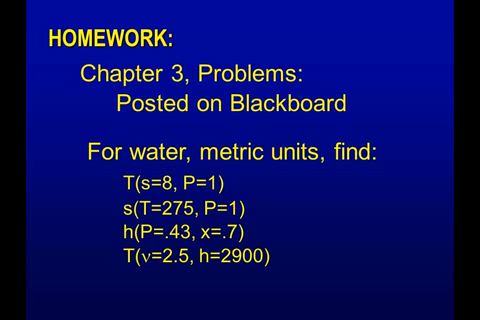 HOMEWORK:
Chapter 3, Problems:
Posted on Blackboard
For water, metric units, find:
T(s=8, P=1)
s(T=275, P=1)
h(P=.43, x=.7)
T(ν=2.5, h=2900)